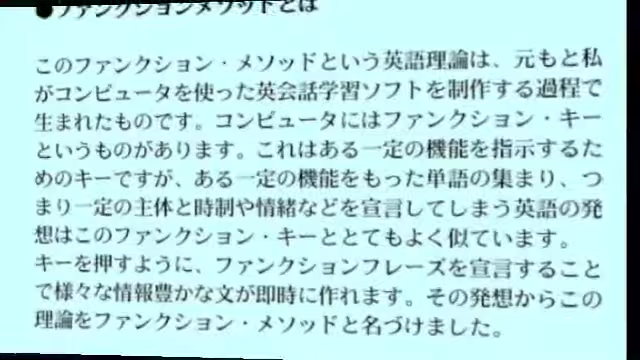 ●ファンクションメソッドとは
このファンクション・メソッドという英語理論は、元もと私
がコンピュータを使った英会話学習ソフトを制作する過程で
生まれたものです。コンピュータにはファンクション・キー
というものがあります。これはある一定の機能を指示するた
めのキーですが、ある一定の機能をもった単語の集まり、つ
まり一定の主体と時制や情緒などを宣言してしまう英語の発
想はこのファンクション・キーととてもよく似ています。
キーを押すように、ファンクションフレーズを宣言すること
で様々な情報豊かな文が即時に作れます。その発想からこの
理論をファンクション・メソッドと名づけました。